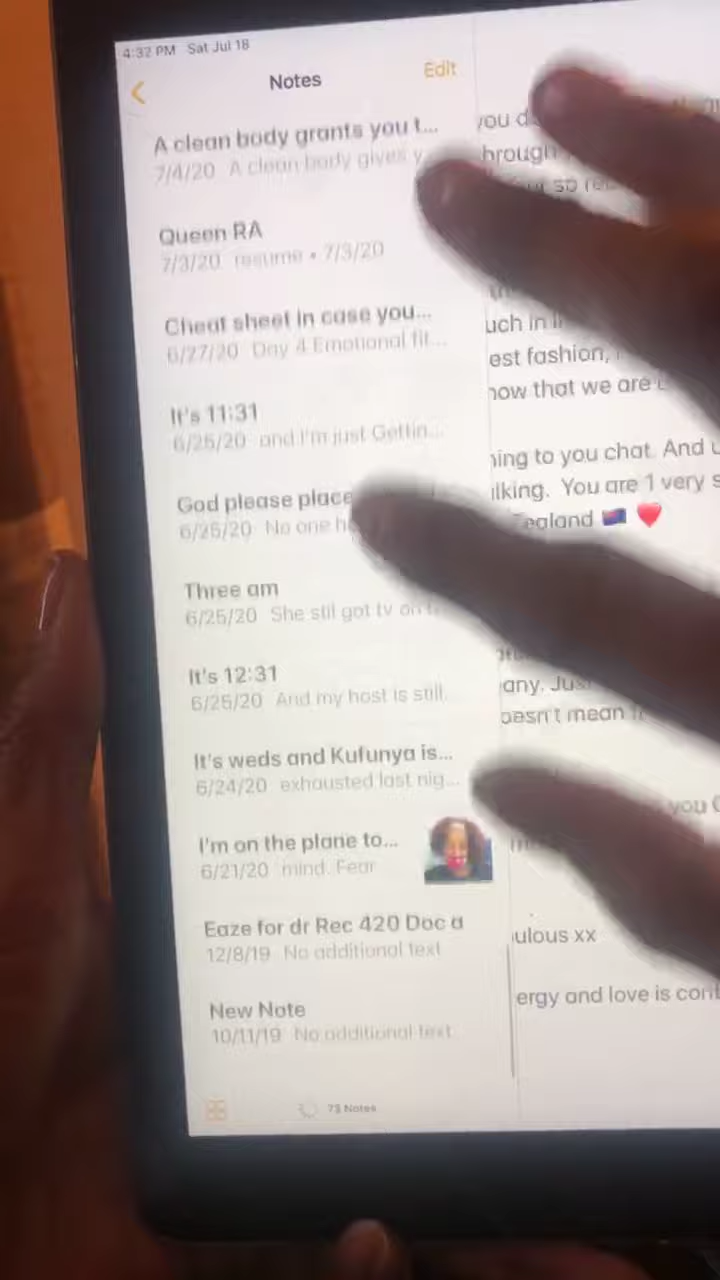 4:32 PM Sat Jul 18
Notes
Edit
A clean body grants you t...
7/4/20 A clean body gives y
you d
hrough
so
Queen RA
7/3/20 resume • 7/3/20
Cheat sheet in case you...
6/27/20 Day 4 Emotional fit...
uch in
est fashion,
now that we are
It's 11:31
6/25/20 and I'm just Gettin...
ning to you chat. And
lking. You are 1 very s
God please place
6/25/20 No one h
ealand 🇳🇿 ❤️
Three am
6/25/20 She stil got tv on
It's 12:31
6/25/20 And my host is still.
any. Jus
oesn't mean
It's weds and Kufunya is...
6/24/20 exhausted last nig...
you
I'm on the plane to...
6/21/20 mind. Fear
Eaze for dr Rec 420 Doc a
12/8/19 No additional text
ulous xx
New Note
10/11/19 No additional text
ergy and love is cont
73 Notes